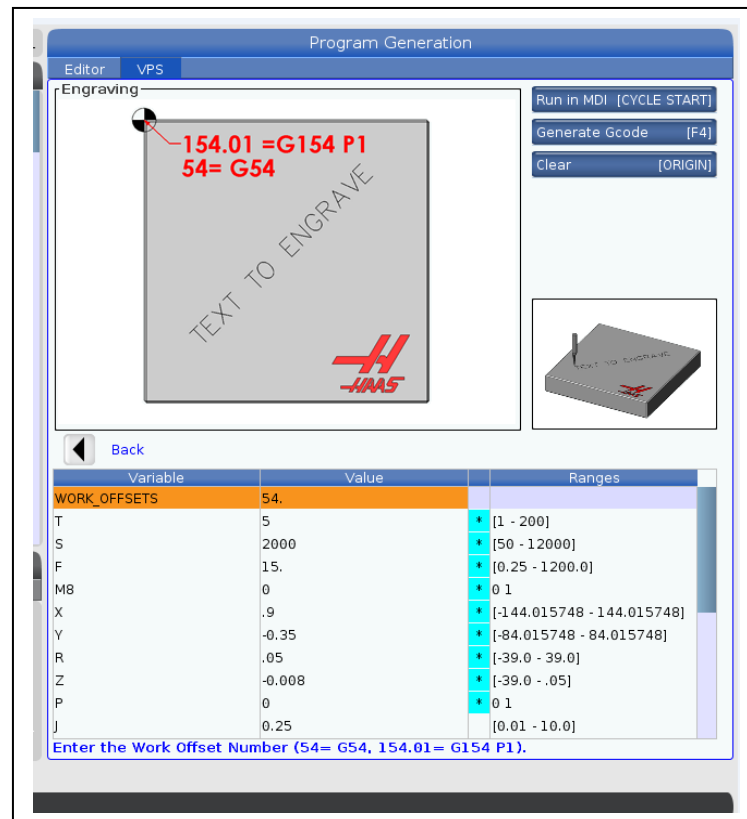 Program Generation
Editor VPS
Engraving
Run in MDI [CYCLE START]
Generate Gcode [F4]
Clear [ORIGIN]
154.01 =G154 P1
54= G54
TEXT TO ENGRAVE
HAAS
TEXT TO ENGRAVE
Back
Variable Value Ranges
WORK_OFFSETS 54.
T 5 * [1 - 200]
S 2000 * [50 - 12000]
F 15. * [0.25 - 1200.0]
M8 0 * 0 1
X .9 * [-144.015748 - 144.015748]
Y -0.35 * [-84.015748 - 84.015748]
R .05 * [-39.0 - 39.0]
Z -0.008 * [-39.0 - .05]
P 0 * 0 1
J 0.25 [0.01 - 10.0]
Enter the Work Offset Number (54= G54, 154.01= G154 P1).